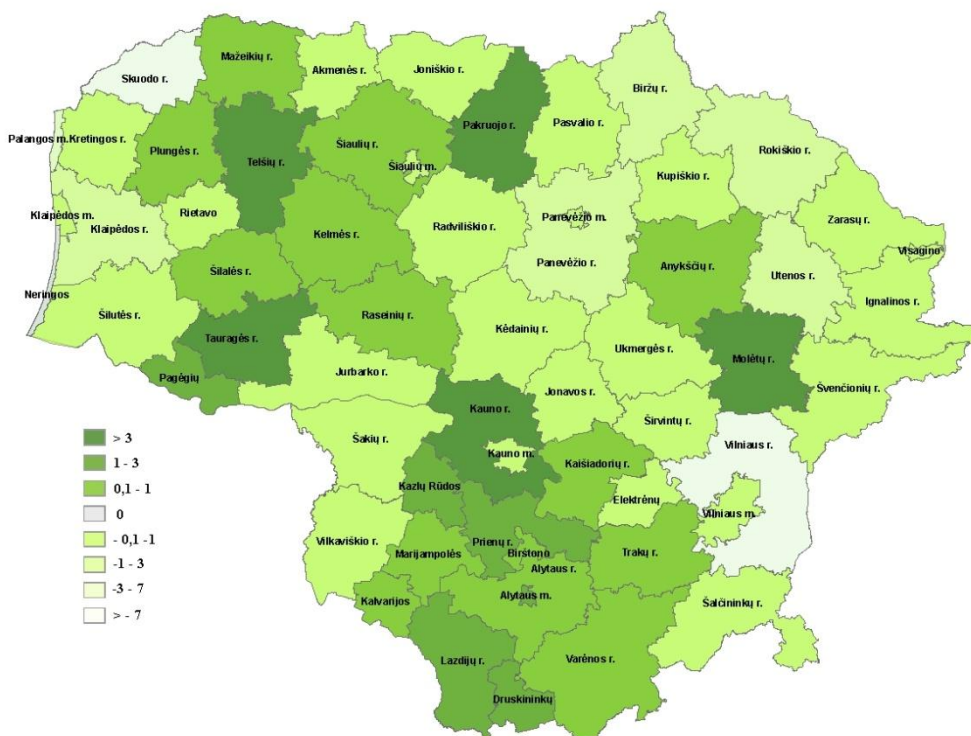 Mažeikių r.
Skuodo r.
Akmenės r.
Joniškio r.
Biržų r.
Pakruojo r.
Pasvalio r.
Palangos m.
Kretingos r.
Plungės r.
Telšių r.
Šiaulių r.
Šiaulių m.
Rokiškio r.
Kupiškio r.
Klaipėdos m.
Klaipėdos r.
Rietavo
Kelmės r.
Radviliškio r.
Panevėžio m.
Panevėžio r.
Zarasų r.
Visagino
Anykščių r.
Utenos r.
Ignalinos r.
Neringos
Šilutės r.
Šilalės r.
Raseinių r.
Kėdainių r.
Tauragės r.
Ukmergės r.
Molėtų r.
Pagėgių
Jurbarko r.
Jonavos r.
Švenčionių r.
Kauno r.
Širvintų r.
Šakių r.
Kauno m.
Kaišiadorių r.
Vilniaus r.
Kazlų Rūdos
Elektrėnų
Vilniaus m.
Vilkaviškio r.
Prienų r.
Marijampolės
Birštono
Alytaus r.
Trakų r.
Alytaus m.
Kalvarijos
Šalčininkų r.
Lazdijų r.
Varėnos r.
Druskininkų
> 3
1 - 3
0,1 - 1
0
- 0,1 -1
-1 - 3
-3 - 7
> - 7